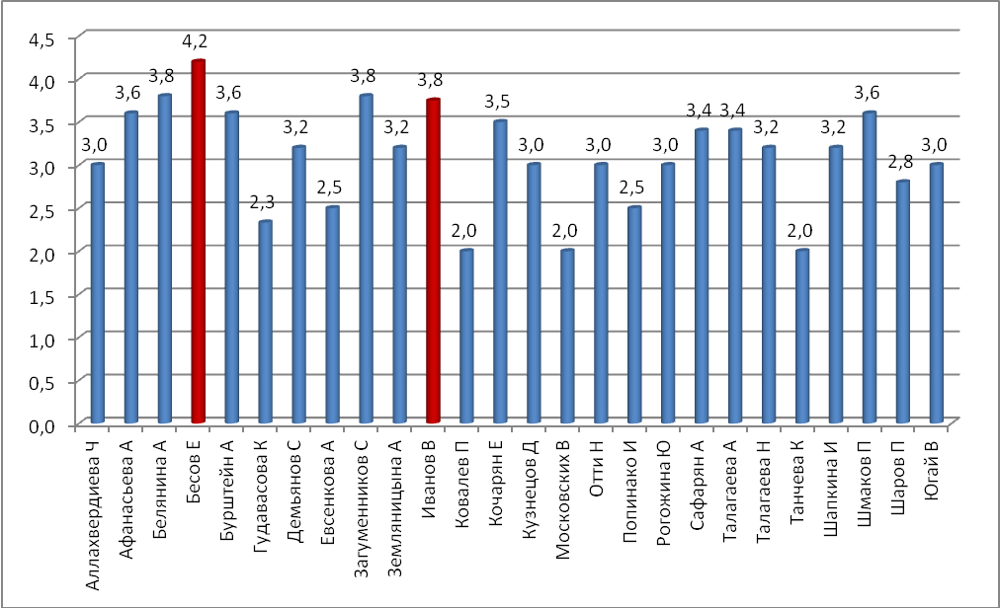 4,5
4,0
3,5
3,0
2,5
2,0
1,5
1,0
0,5
0,0
3,0
3,6
3,8
4,2
3,6
2,3
3,2
2,5
3,8
3,2
3,8
2,0
3,5
3,0
2,0
3,0
2,5
3,0
3,4
3,4
3,2
2,0
3,2
3,6
2,8
3,0
Аллахвердиева Ч
Афанасьева А
Белянина А
Бесов Е
Бурштейн А
Гудавасова К
Демьянов С
Евсенкова А
Загуменников С
Земляницына А
Иванов В
Ковалев П
Кочарян Е
Кузнецов Д
Московских В
Отти Н
Попинако И
Рогожина Ю
Сафарян А
Талагаева А
Талагаева Н
Танчева К
Шапкина И
Шмаков П
Шаров П
Югай В